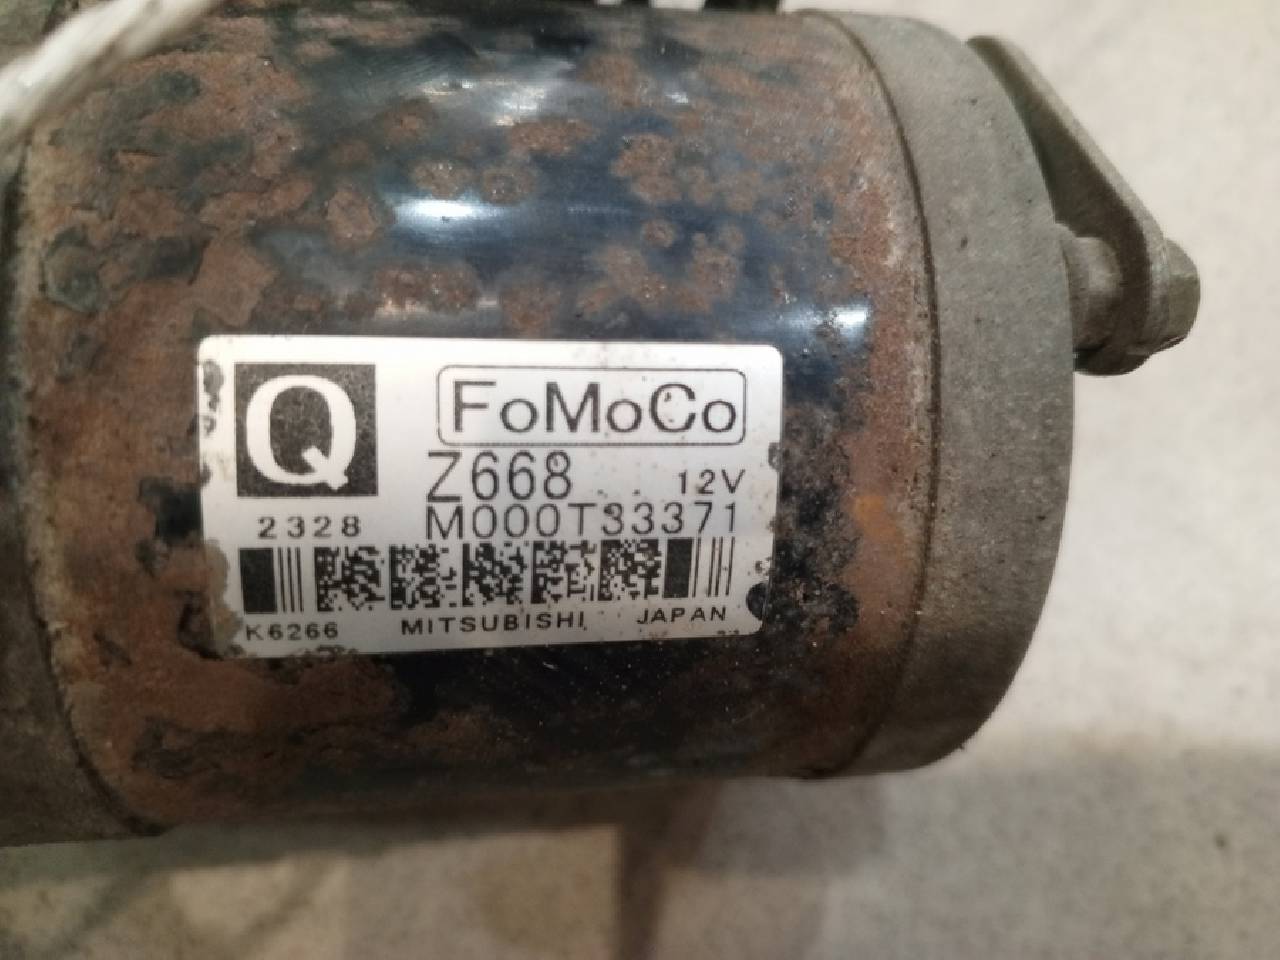 Q
FoMoCo
Z668 12V
2328 M000T33371
K6266 MITSUBISHI JAPAN